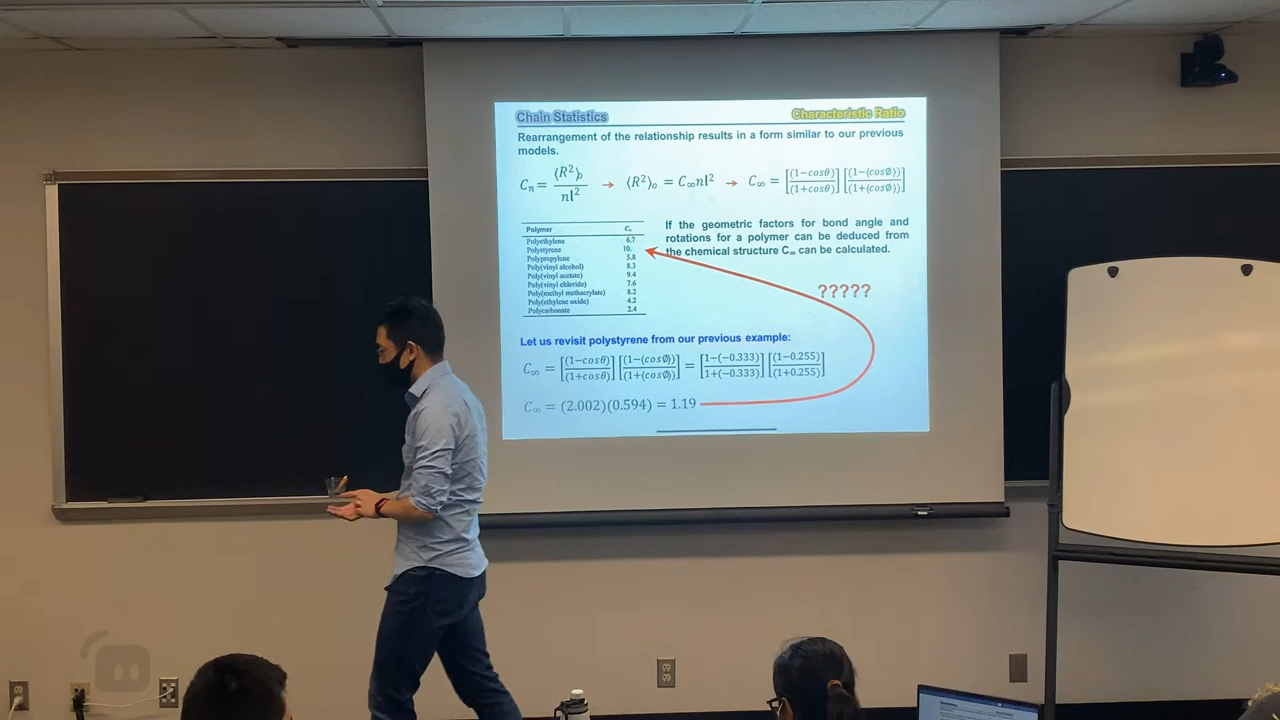 Chain Statistics
Characteristic Ratio
Rearrangement of the relationship results in a form similar to our previous
models.
Cₙ = ⟨R²⟩ₒ / nl² → ⟨R²⟩ₒ = C∞nl² → C∞ = [(1−cosθ)/(1+cosθ)] [(1−⟨cosØ⟩)/(1+⟨cosØ⟩)]
Polymer C∞
Polyethylene 6.7
Polystyrene 10.
Polypropylene 5.8
Poly(vinyl alcohol) 8.3
Poly(vinyl acetate) 9.4
Poly(vinyl chloride) 7.6
Poly(methyl methacrylate) 8.2
Poly(ethylene oxide) 4.2
Polycarbonate 2.4
If the geometric factors for bond angle and
rotations for a polymer can be deduced from
the chemical structure C∞ can be calculated.
?????
Let us revisit polystyrene from our previous example:
C∞ = [(1−cosθ)/(1+cosθ)] [(1−⟨cosØ⟩)/(1+⟨cosØ⟩)] = [1−(−0.333)/1+(−0.333)] [(1−0.255)/(1+0.255)]
C∞ = (2.002)(0.594) = 1.19